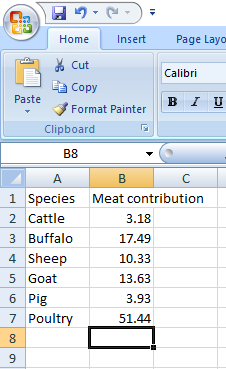 Home Insert Page Layo
Cut
Copy
Format Painter
Paste
Clipboard
Calibri
B I U
B8
A B C
1 Species Meat contribution
2 Cattle 3.18
3 Buffalo 17.49
4 Sheep 10.33
5 Goat 13.63
6 Pig 3.93
7 Poultry 51.44
8
9